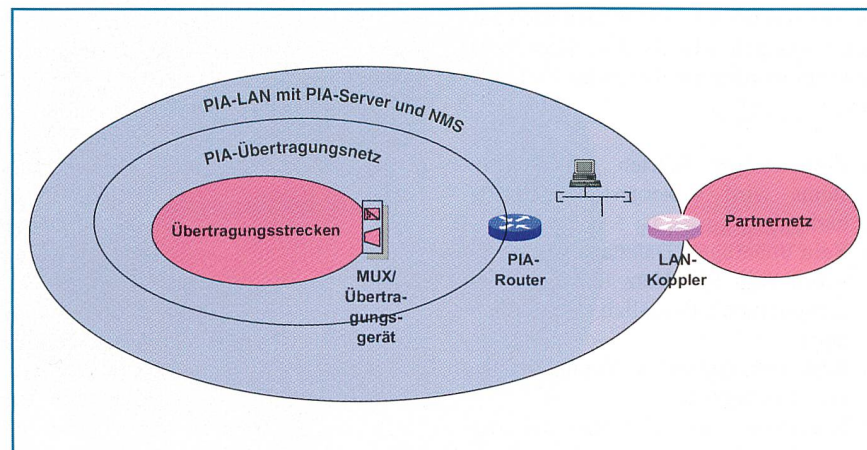 PIA-LAN mit PIA-Server und NMS
PIA-Übertragungsnetz
Übertragungsstrecken
MUX/
Übertra-
gungs-
gerät
PIA-
Router
LAN-
Koppler
Partnernetz